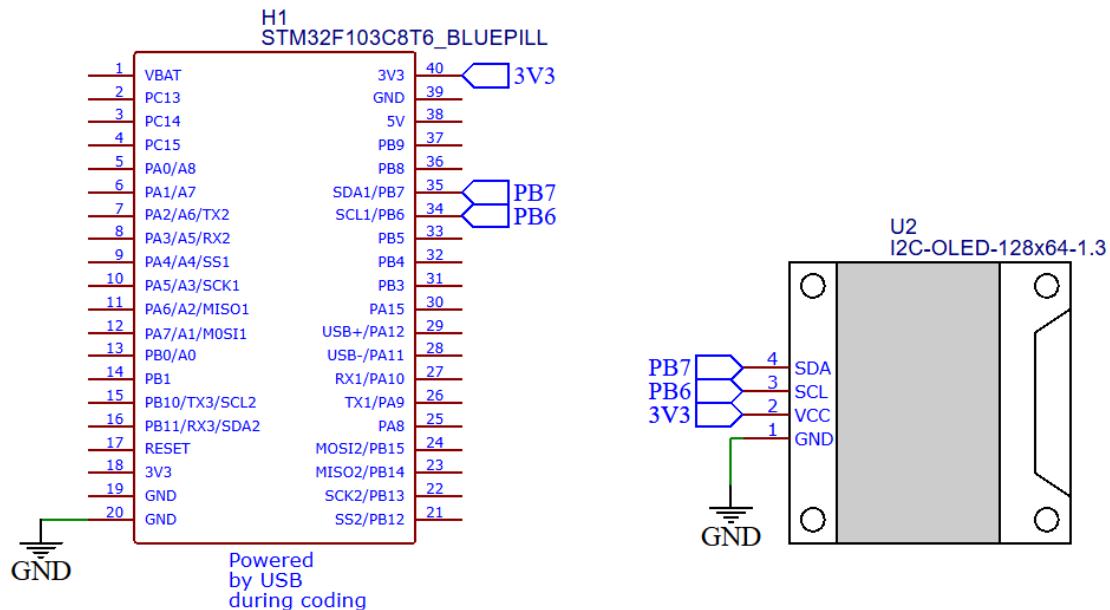 H1
STM32F103C8T6_BLUEPILL
1 VBAT 3V3 40 3V3
2 PC13 GND 39
3 PC14 5V 38
4 PC15 PB9 37
5 PA0/A8 PB8 36
6 PA1/A7 SDA1/PB7 35 PB7
7 PA2/A6/TX2 SCL1/PB6 34 PB6
8 PA3/A5/RX2 PB5 33
9 PA4/A4/SS1 PB4 32
10 PA5/A3/SCK1 PB3 31
11 PA6/A2/MISO1 PA15 30
12 PA7/A1/M0SI1 USB+/PA12 29
13 PB0/A0 USB-/PA11 28
14 PB1 RX1/PA10 27
15 PB10/TX3/SCL2 TX1/PA9 26
16 PB11/RX3/SDA2 PA8 25
17 RESET MOSI2/PB15 24
18 3V3 MISO2/PB14 23
19 GND SCK2/PB13 22
20 GND SS2/PB12 21
GND
Powered
by USB
during coding
U2
I2C-OLED-128x64-1.3
PB7 4 SDA
PB6 3 SCL
3V3 2 VCC
1 GND
GND